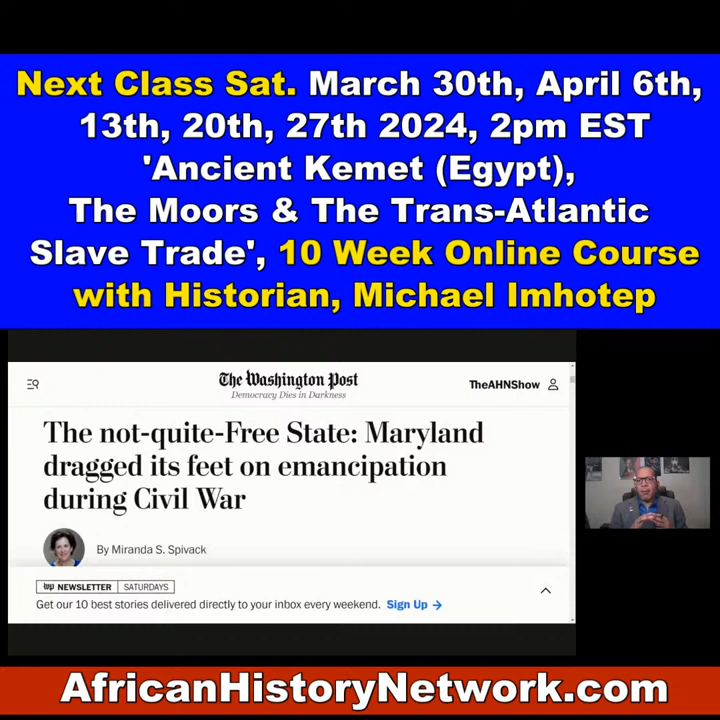 Next Class Sat. March 30th, April 6th,
13th, 20th, 27th 2024, 2pm EST
'Ancient Kemet (Egypt),
The Moors & The Trans-Atlantic
Slave Trade', 10 Week Online Course
with Historian, Michael Imhotep
The Washington Post
Democracy Dies in Darkness
TheAHNShow
The not-quite-Free State: Maryland
dragged its feet on emancipation
during Civil War
By Miranda S. Spivack
wp NEWSLETTER SATURDAYS
Get our 10 best stories delivered directly to your inbox every weekend. Sign Up →
AfricanHistoryNetwork.com